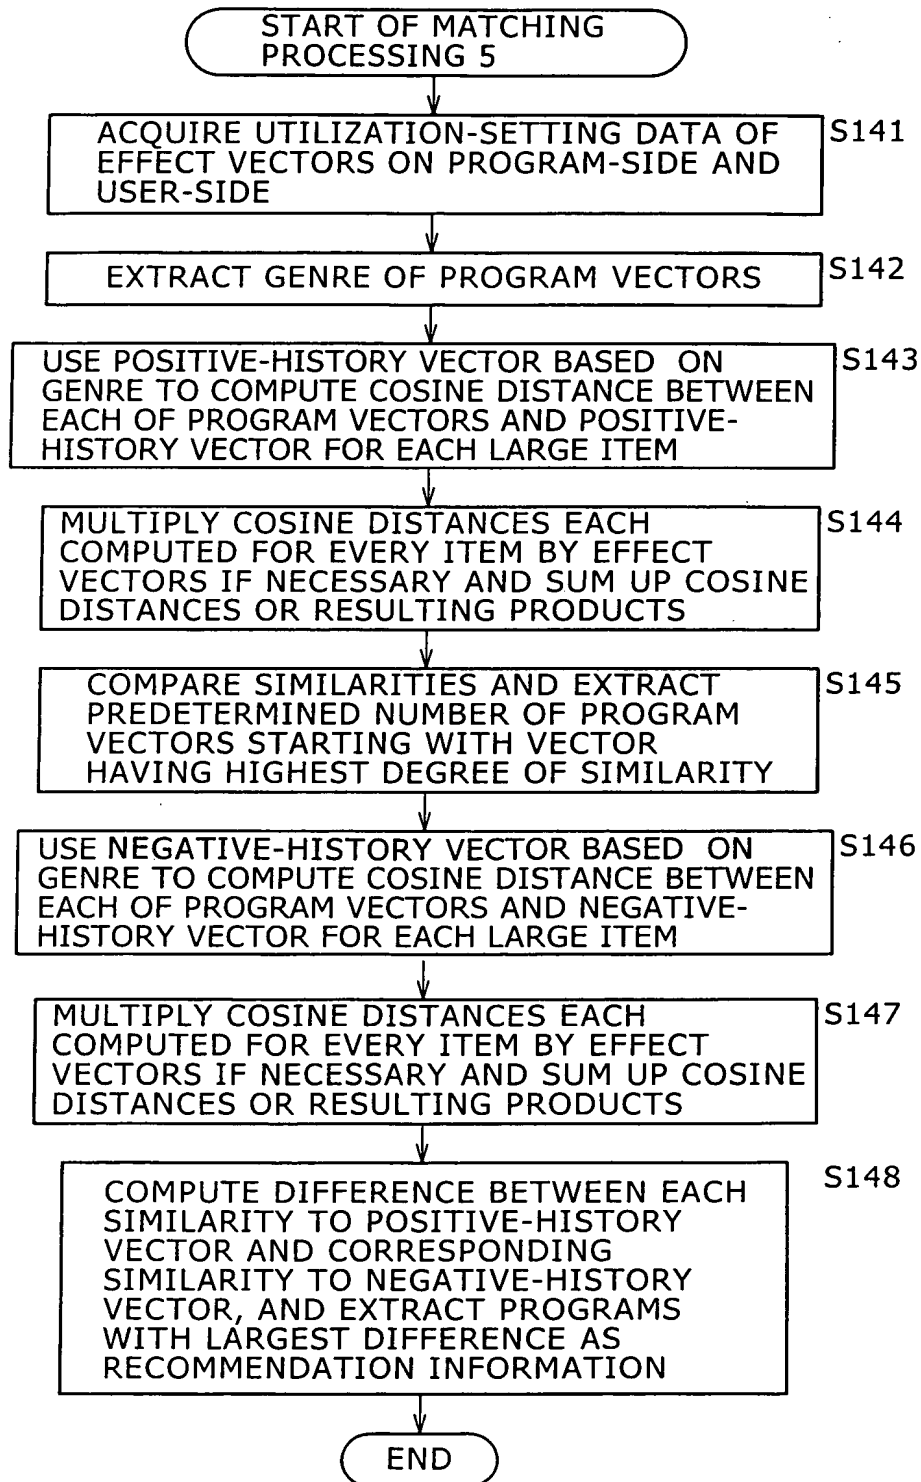 START OF MATCHING
PROCESSING 5
ACQUIRE UTILIZATION-SETTING DATA OF
EFFECT VECTORS ON PROGRAM-SIDE AND
USER-SIDE
S141
EXTRACT GENRE OF PROGRAM VECTORS
S142
USE POSITIVE-HISTORY VECTOR BASED ON
GENRE TO COMPUTE COSINE DISTANCE BETWEEN
EACH OF PROGRAM VECTORS AND POSITIVE-
HISTORY VECTOR FOR EACH LARGE ITEM
S143
MULTIPLY COSINE DISTANCES EACH
COMPUTED FOR EVERY ITEM BY EFFECT
VECTORS IF NECESSARY AND SUM UP COSINE
DISTANCES OR RESULTING PRODUCTS
S144
COMPARE SIMILARITIES AND EXTRACT
PREDETERMINED NUMBER OF PROGRAM
VECTORS STARTING WITH VECTOR
HAVING HIGHEST DEGREE OF SIMILARITY
S145
USE NEGATIVE-HISTORY VECTOR BASED ON
GENRE TO COMPUTE COSINE DISTANCE BETWEEN
EACH OF PROGRAM VECTORS AND NEGATIVE-
HISTORY VECTOR FOR EACH LARGE ITEM
S146
MULTIPLY COSINE DISTANCES EACH
COMPUTED FOR EVERY ITEM BY EFFECT
VECTORS IF NECESSARY AND SUM UP COSINE
DISTANCES OR RESULTING PRODUCTS
S147
COMPUTE DIFFERENCE BETWEEN EACH
SIMILARITY TO POSITIVE-HISTORY
VECTOR AND CORRESPONDING
SIMILARITY TO NEGATIVE-HISTORY
VECTOR, AND EXTRACT PROGRAMS
WITH LARGEST DIFFERENCE AS
RECOMMENDATION INFORMATION
S148
END